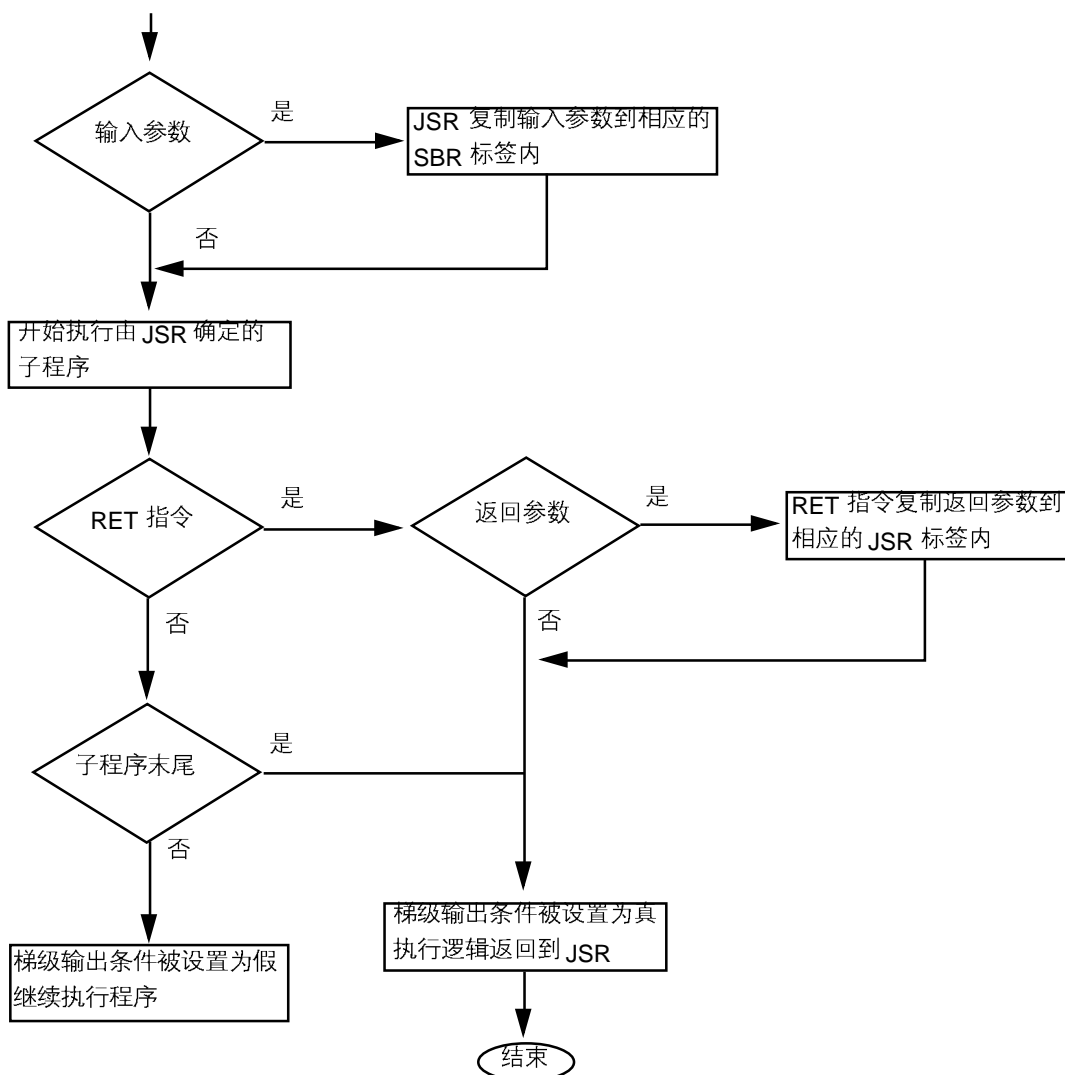 是
输入参数
JSR 复制输入参数到相应的
SBR 标签内
否
开始执行由 JSR 确定的
子程序
是
RET 指令
返回参数
是
RET 指令复制返回参数到
相应的 JSR 标签内
否
否
是
子程序末尾
否
梯级输出条件被设置为真
执行逻辑返回到 JSR
梯级输出条件被设置为假
继续执行程序
结束